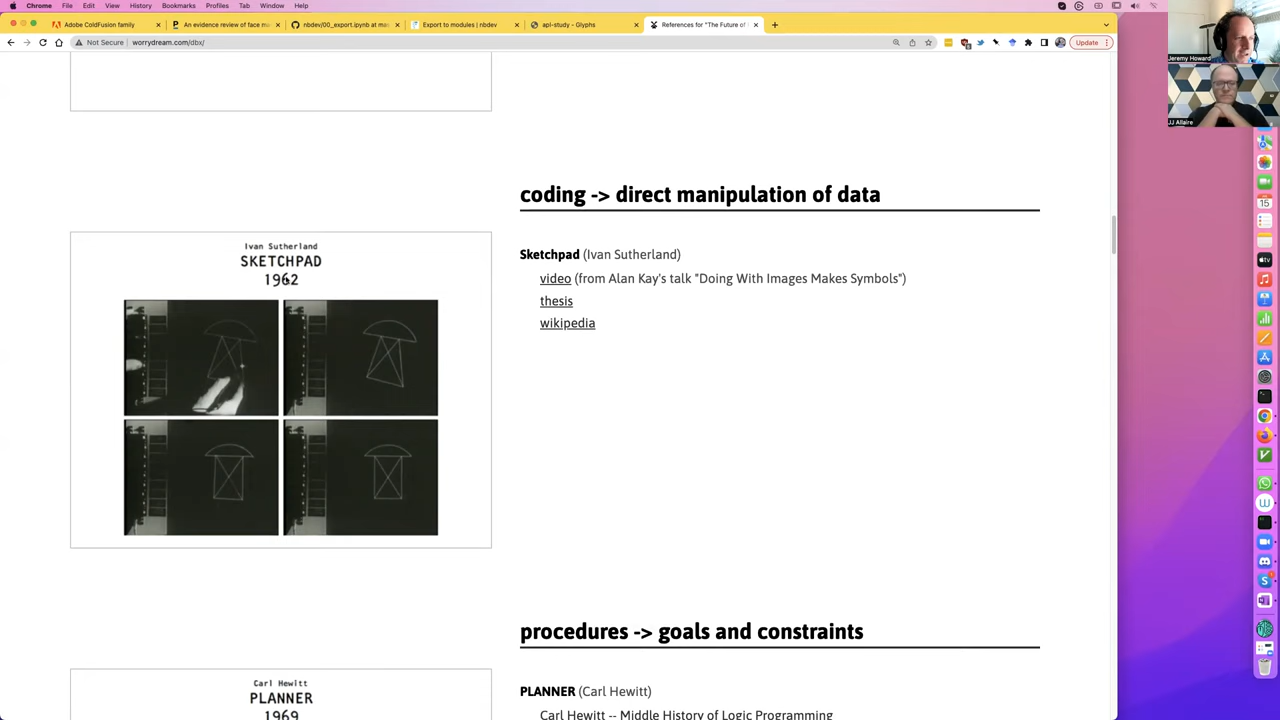 Chrome File Edit View History Bookmarks Profiles Tab Window Help
Adobe ColdFusion family
An evidence review of face m
nbdev/00_export.ipynb at ma
Export to modules | nbdev
apl-study - Glyphs
References for "The Future of
Not Secure worrydream.com/dbx/
Update
Jeremy Howard
JJ Allaire
15
coding -> direct manipulation of data
Ivan Sutherland
SKETCHPAD
1962
Sketchpad (Ivan Sutherland)
video (from Alan Kay's talk "Doing With Images Makes Symbols")
thesis
wikipedia
procedures -> goals and constraints
Carl Hewitt
PLANNER
1969
PLANNER (Carl Hewitt)
Carl Hewitt -- Middle History of Logic Programming